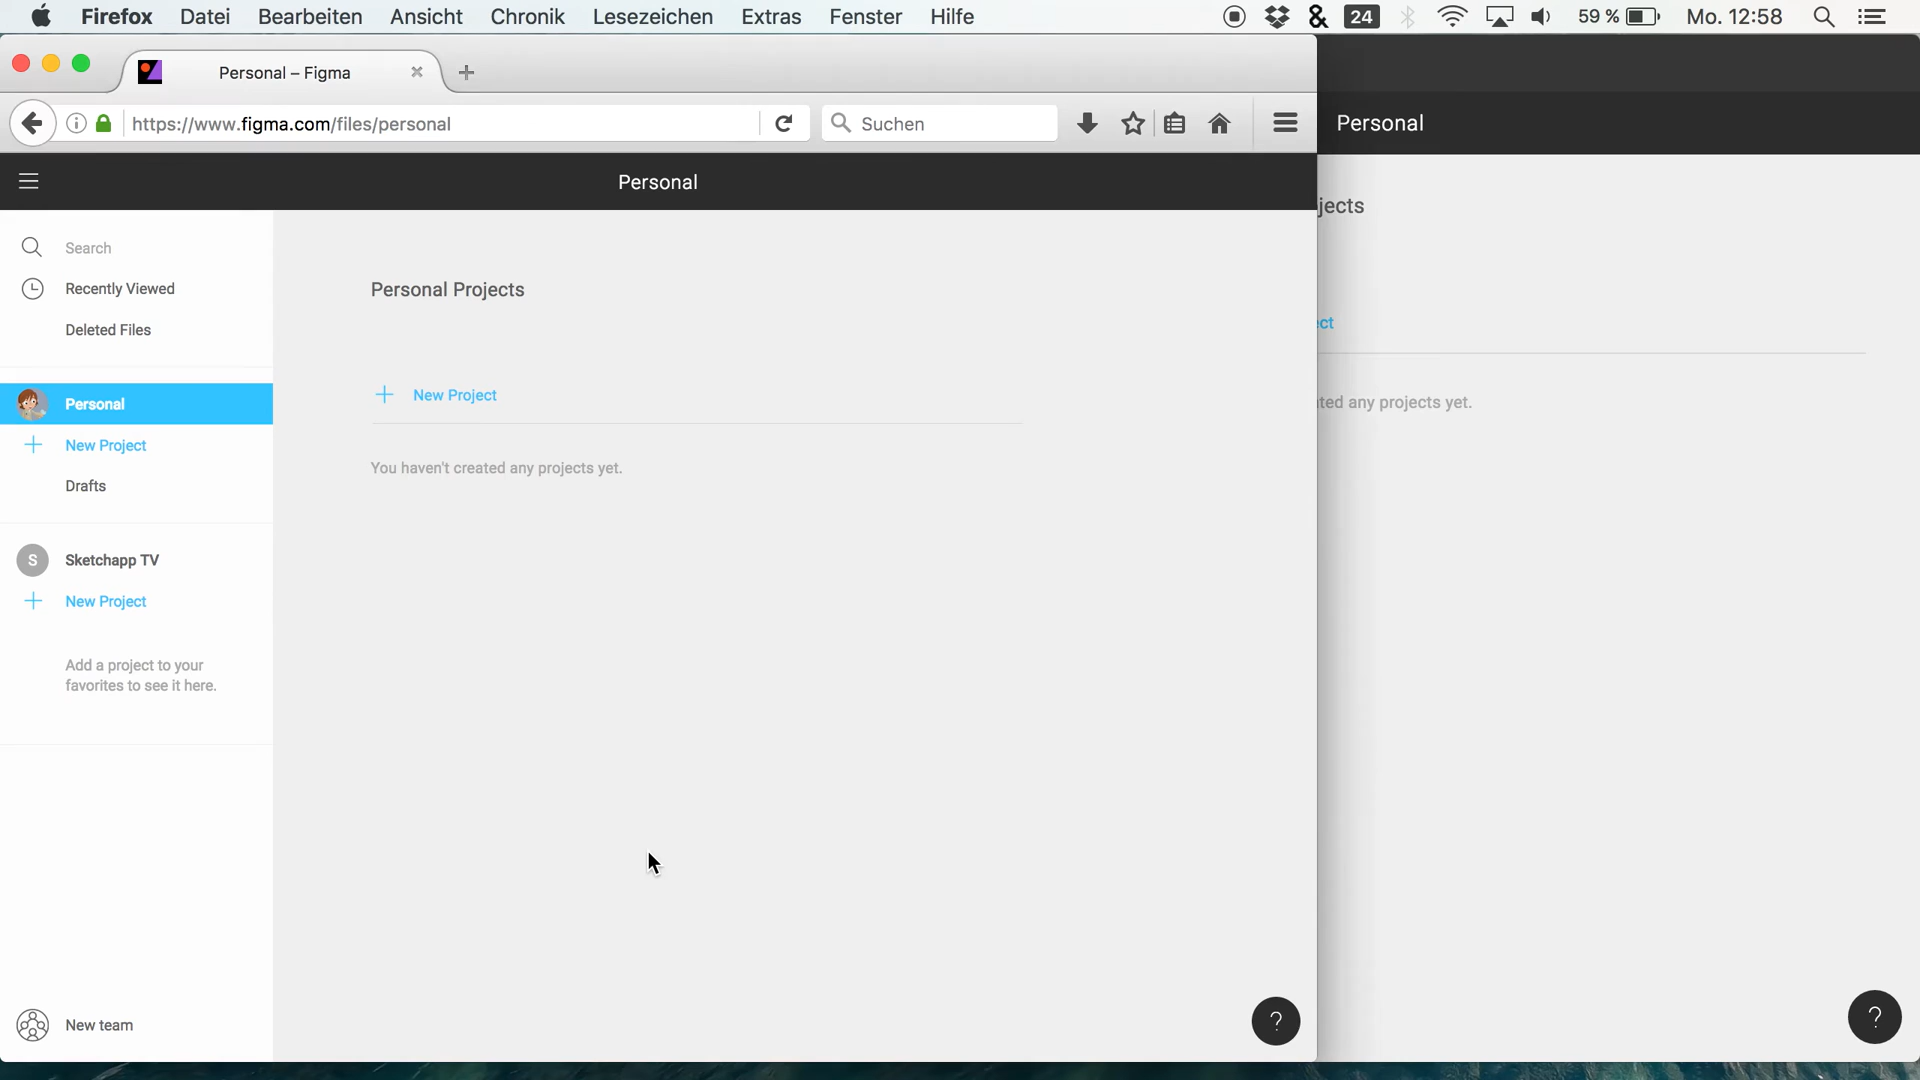 Firefox Datei Bearbeiten Ansicht Chronik Lesezeichen Extras Fenster Hilfe & 24 59 % Mo. 12:58
Personal – Figma
https://www.figma.com/files/personal
Suchen
Personal
Personal
Search
Recently Viewed
Deleted Files
Personal
New Project
Drafts
S Sketchapp TV
New Project
Add a project to your
favorites to see it here.
New team
Personal Projects
New Project
You haven't created any projects yet.
?
jects
ect
ted any projects yet.
?